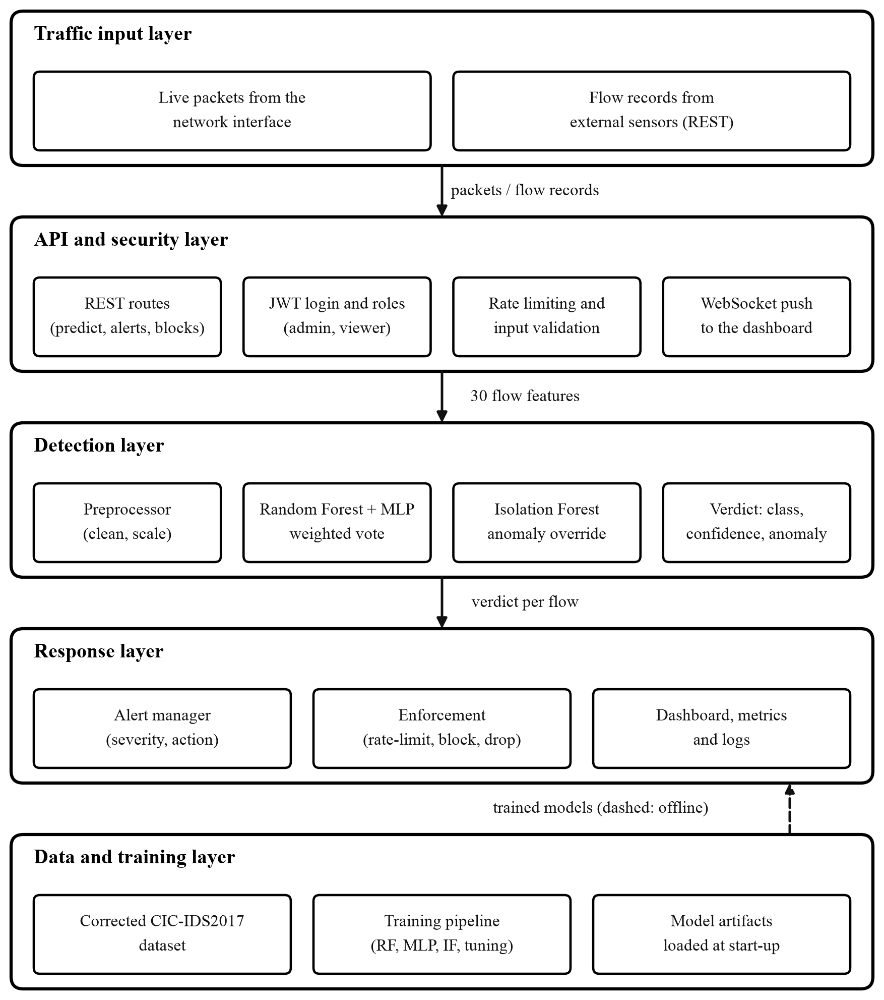 Traffic input layer
Live packets from the
network interface
Flow records from
external sensors (REST)
packets / flow records
API and security layer
REST routes
(predict, alerts, blocks)
JWT login and roles
(admin, viewer)
Rate limiting and
input validation
WebSocket push
to the dashboard
30 flow features
Detection layer
Preprocessor
(clean, scale)
Random Forest + MLP
weighted vote
Isolation Forest
anomaly override
Verdict: class,
confidence, anomaly
verdict per flow
Response layer
Alert manager
(severity, action)
Enforcement
(rate-limit, block, drop)
Dashboard, metrics
and logs
trained models (dashed: offline)
Data and training layer
Corrected CIC-IDS2017
dataset
Training pipeline
(RF, MLP, IF, tuning)
Model artifacts
loaded at start-up